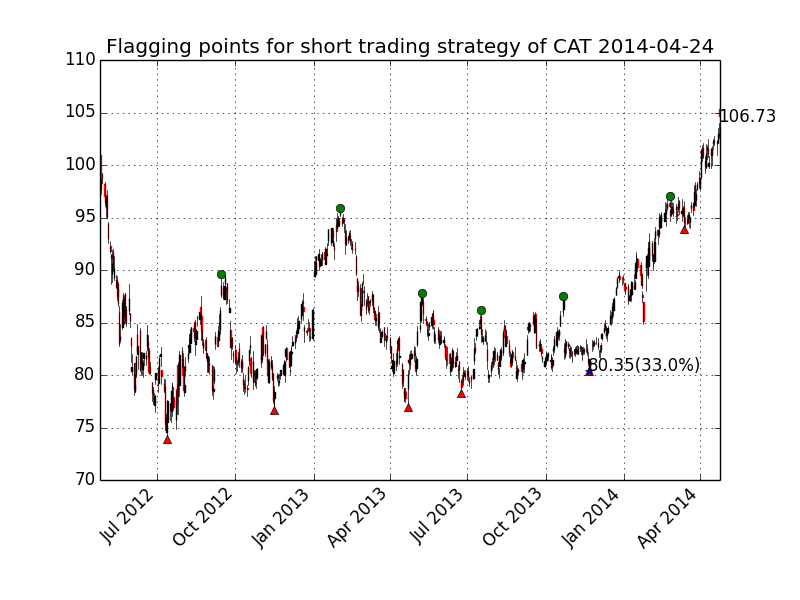 Flagging points for short trading strategy of CAT 2014-04-24
110
105
100
95
90
85
80
75
70
106.73
80.35(33.0%)
Jul 2012
Oct 2012
Jan 2013
Apr 2013
Jul 2013
Oct 2013
Jan 2014
Apr 2014